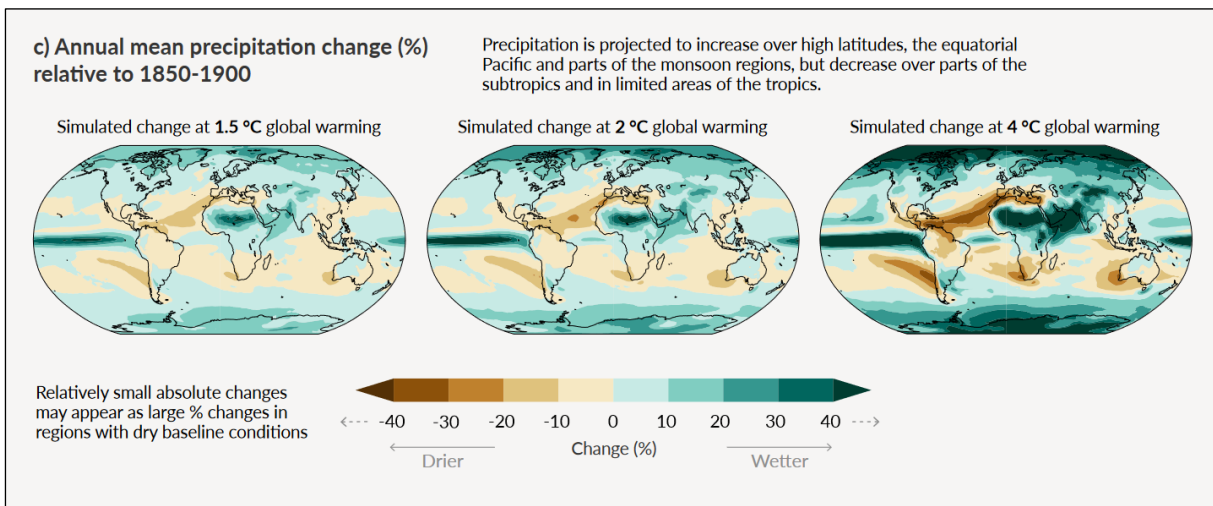 c) Annual mean precipitation change (%)
relative to 1850-1900
Precipitation is projected to increase over high latitudes, the equatorial
Pacific and parts of the monsoon regions, but decrease over parts of the
subtropics and in limited areas of the tropics.
Simulated change at 1.5 °C global warming
Simulated change at 2 °C global warming
Simulated change at 4 °C global warming
Relatively small absolute changes
may appear as large % changes in
regions with dry baseline conditions
-40 -30 -20 -10 0 10 20 30 40
Change (%)
Drier
Wetter